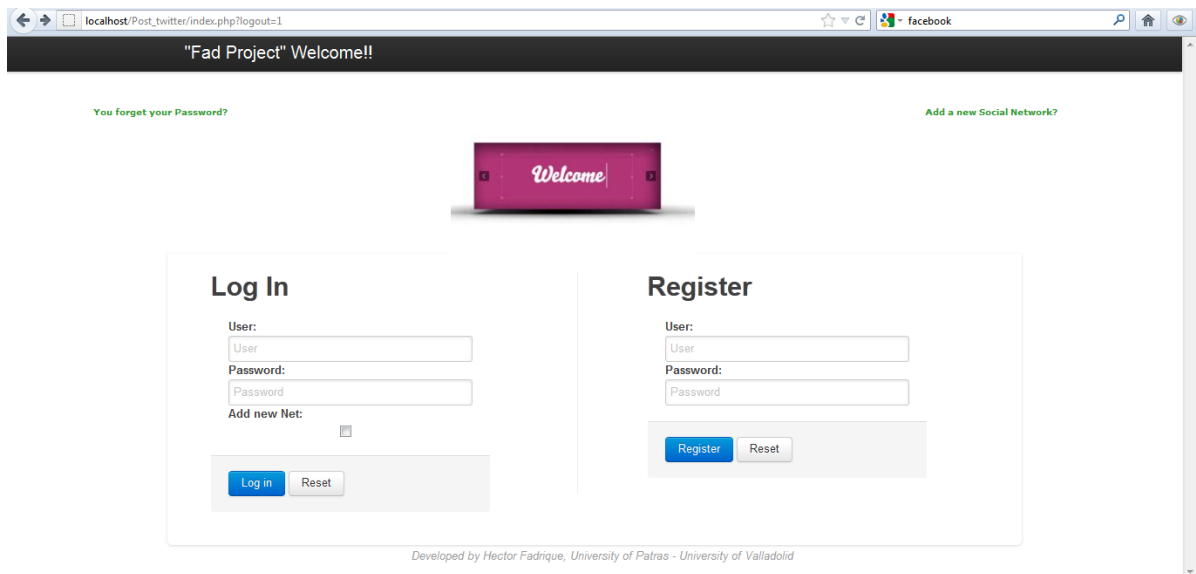 localhost/Post_twitter/index.php?logout=1
facebook
"Fad Project" Welcome!!
You forget your Password?
Add a new Social Network?
Welcome
Log In
User:
User
Password:
Password
Add new Net:
Log in
Reset
Register
User:
User
Password:
Password
Register
Reset
Developed by Hector Fadrique, University of Patras - University of Valladolid